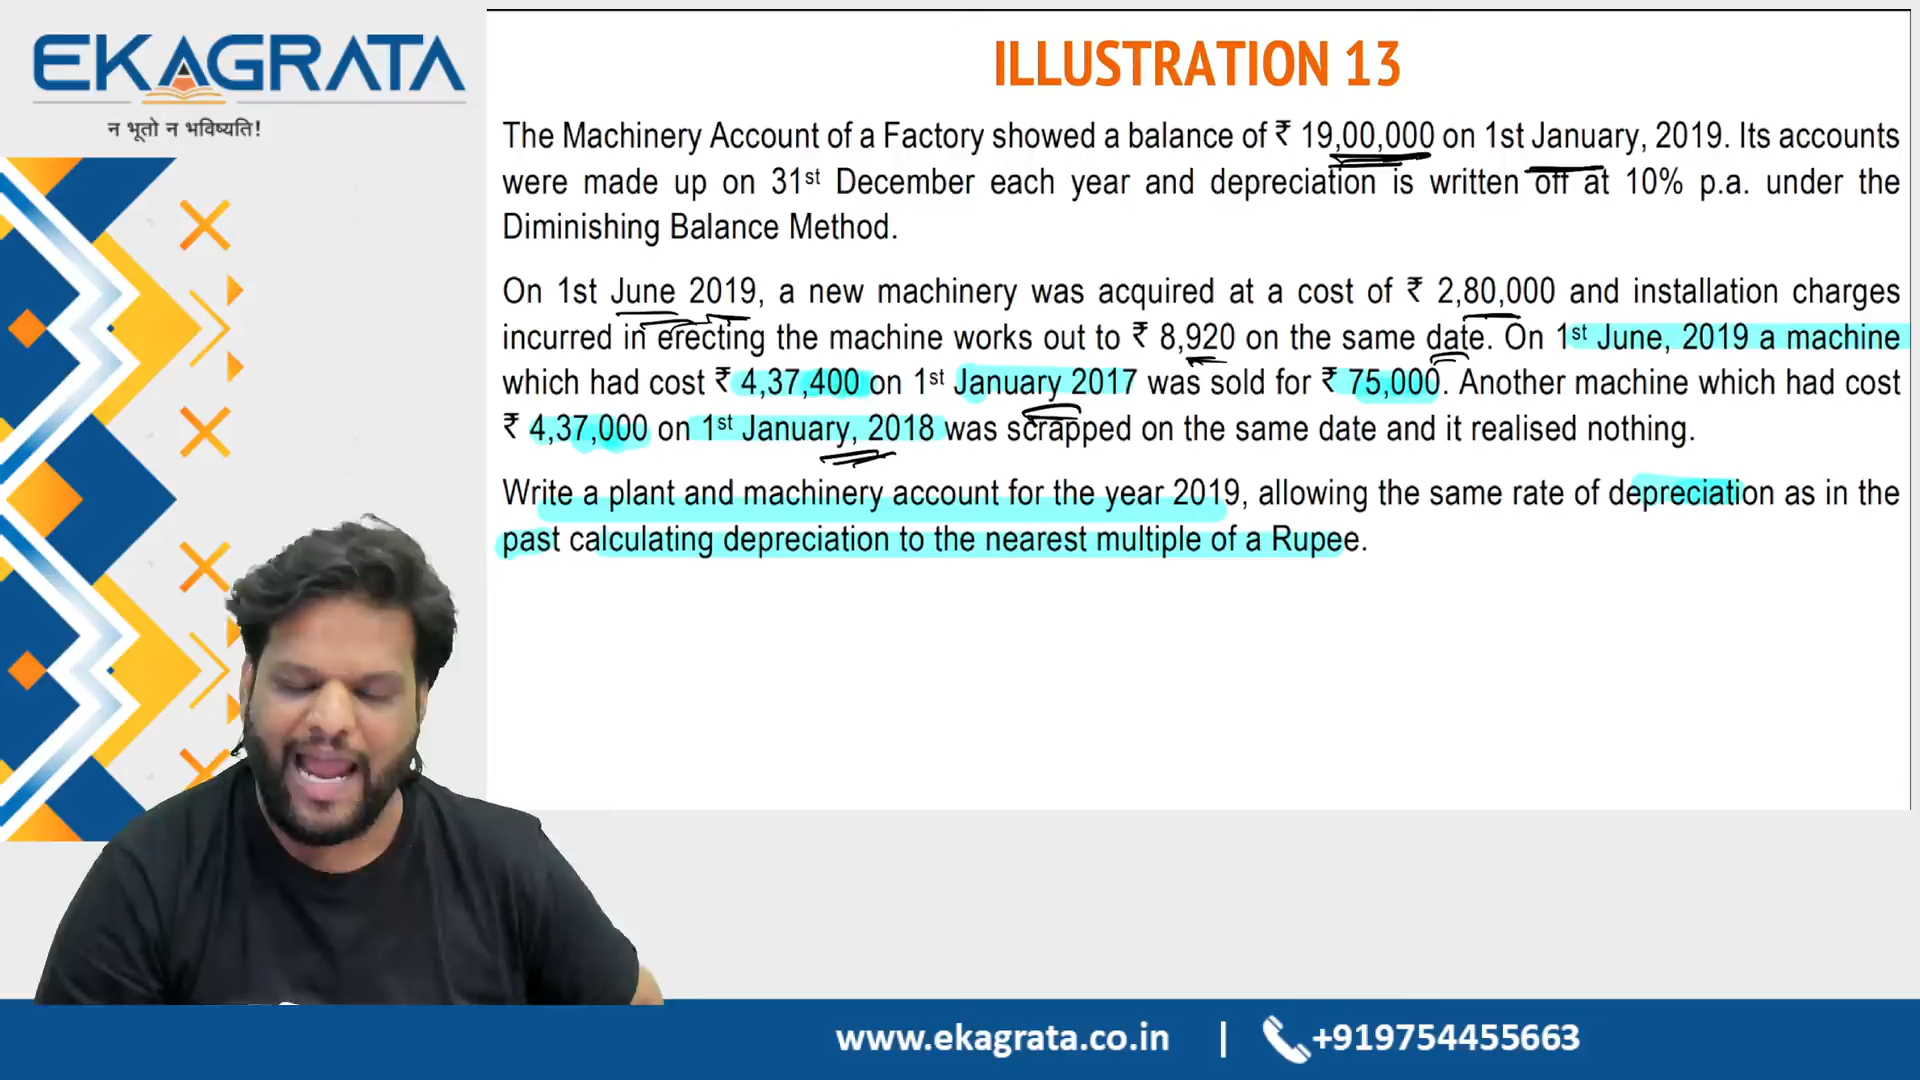 EKAGRATA
न भूतो न भविष्यति!
ILLUSTRATION 13
The Machinery Account of a Factory showed a balance of ₹ 19,00,000 on 1st January, 2019. Its accounts
were made up on 31st December each year and depreciation is written off at 10% p.a. under the
Diminishing Balance Method.
On 1st June 2019, a new machinery was acquired at a cost of ₹ 2,80,000 and installation charges
incurred in erecting the machine works out to ₹ 8,920 on the same date. On 1st June, 2019 a machine
which had cost ₹ 4,37,400 on 1st January 2017 was sold for ₹ 75,000. Another machine which had cost
₹ 4,37,000 on 1st January, 2018 was scrapped on the same date and it realised nothing.
Write a plant and machinery account for the year 2019, allowing the same rate of depreciation as in the
past calculating depreciation to the nearest multiple of a Rupee.
www.ekagrata.co.in | +919754455663